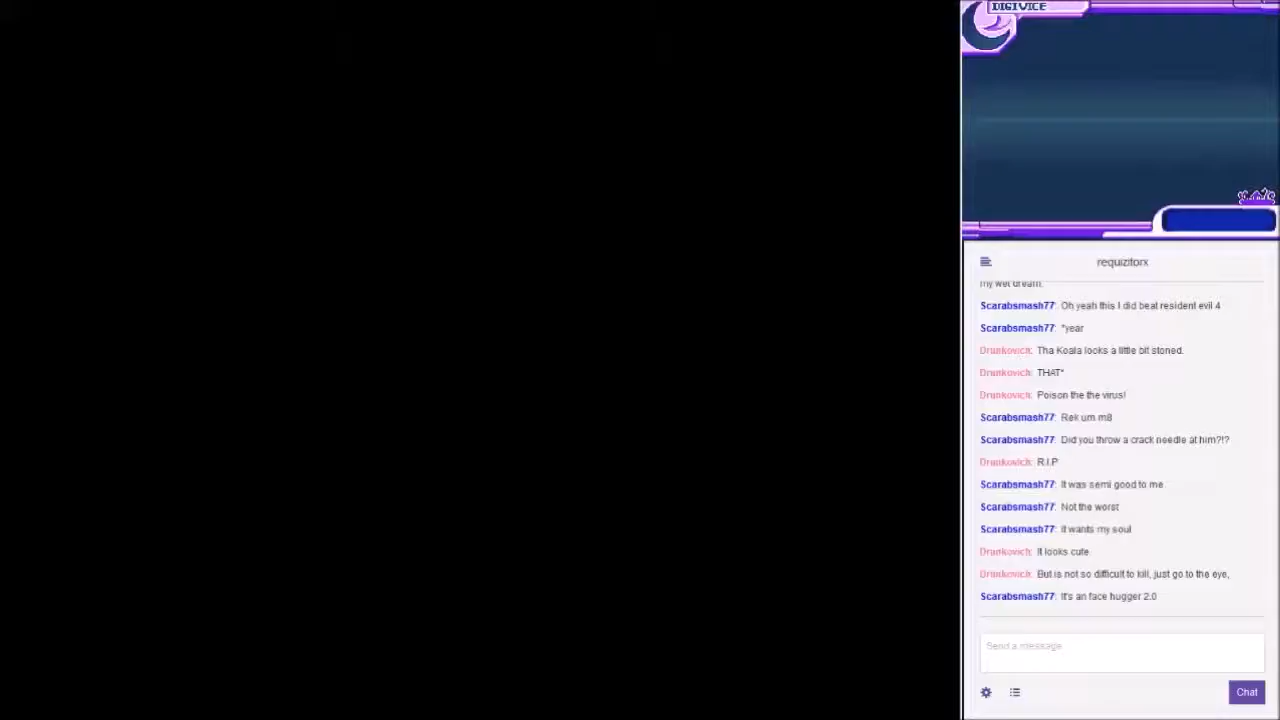 DIGIVICE
requizitorx
my wet dream.
Scarabsmash77: Oh yeah this I did beat resident evil 4
Scarabsmash77: *year
Drunkovich: Tha Koala looks a little bit stoned.
Drunkovich: THAT*
Drunkovich: Poison the the virus!
Scarabsmash77: Rek um m8
Scarabsmash77: Did you throw a crack needle at him?!?
Drunkovich: R.I.P
Scarabsmash77: It was semi good to me
Scarabsmash77: Not the worst
Scarabsmash77: It wants my soul
Drunkovich: It looks cute
Drunkovich: But is not so difficult to kill, just go to the eye,
Scarabsmash77: It's an face hugger 2.0
Send a message
Chat